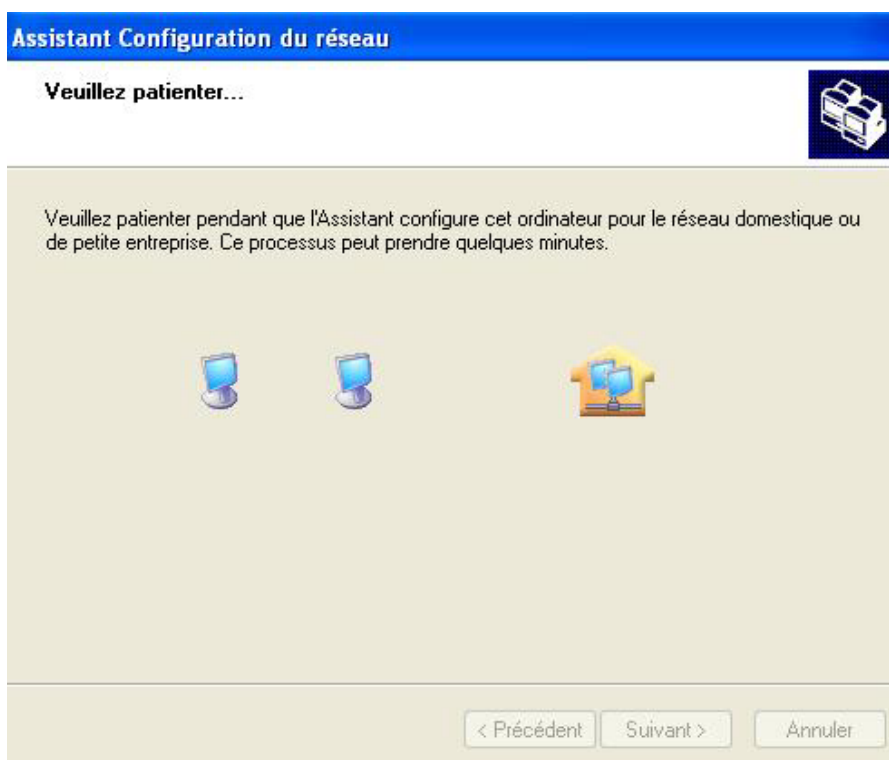 Assistant Configuration du réseau
Veuillez patienter...
Veuillez patienter pendant que l'Assistant configure cet ordinateur pour le réseau domestique ou
de petite entreprise. Ce processus peut prendre quelques minutes.
< Précédent Suivant > Annuler